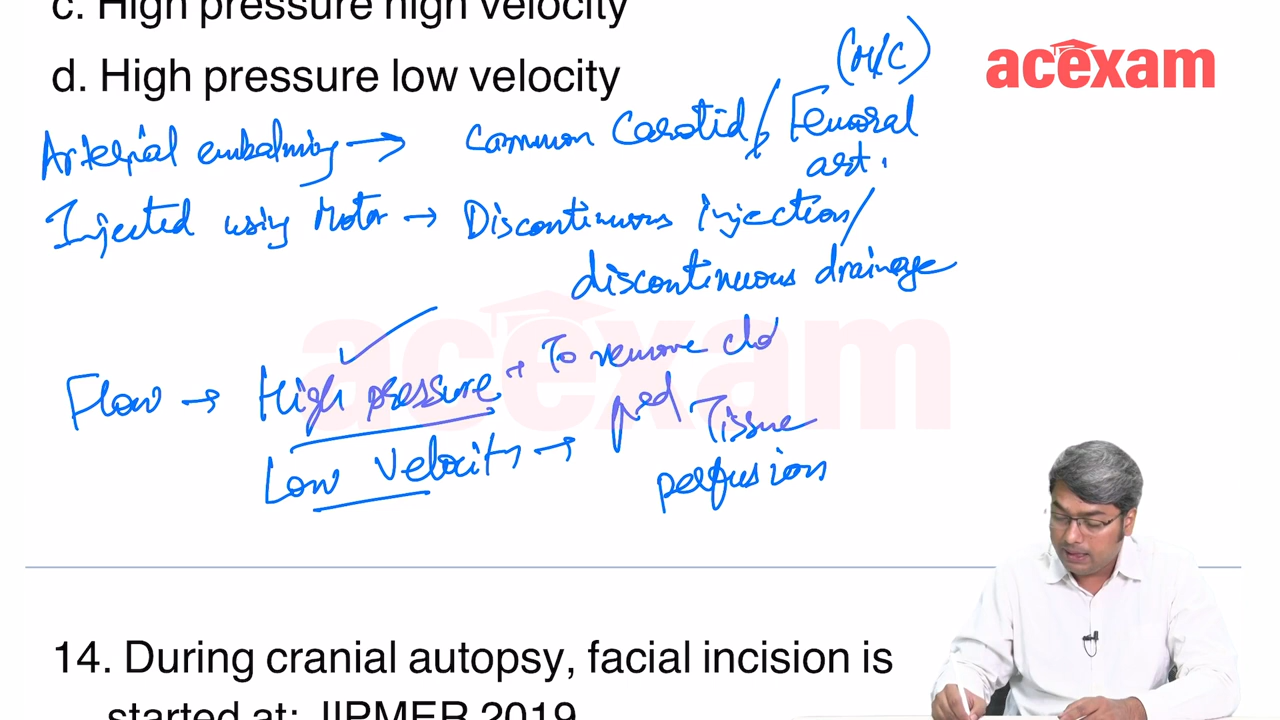 c. High pressure high velocity
d. High pressure low velocity
(M/C)
acexam
Arterial embalming → Common Carotid / Femoral
art.
Injected using Motor → Discontinuous injection/
discontinuous drainage
acexam
Flow → High pressure → To remove clot
Low velocity → good Tissue
perfusion
14. During cranial autopsy, facial incision is
started at: JIPMER 2019